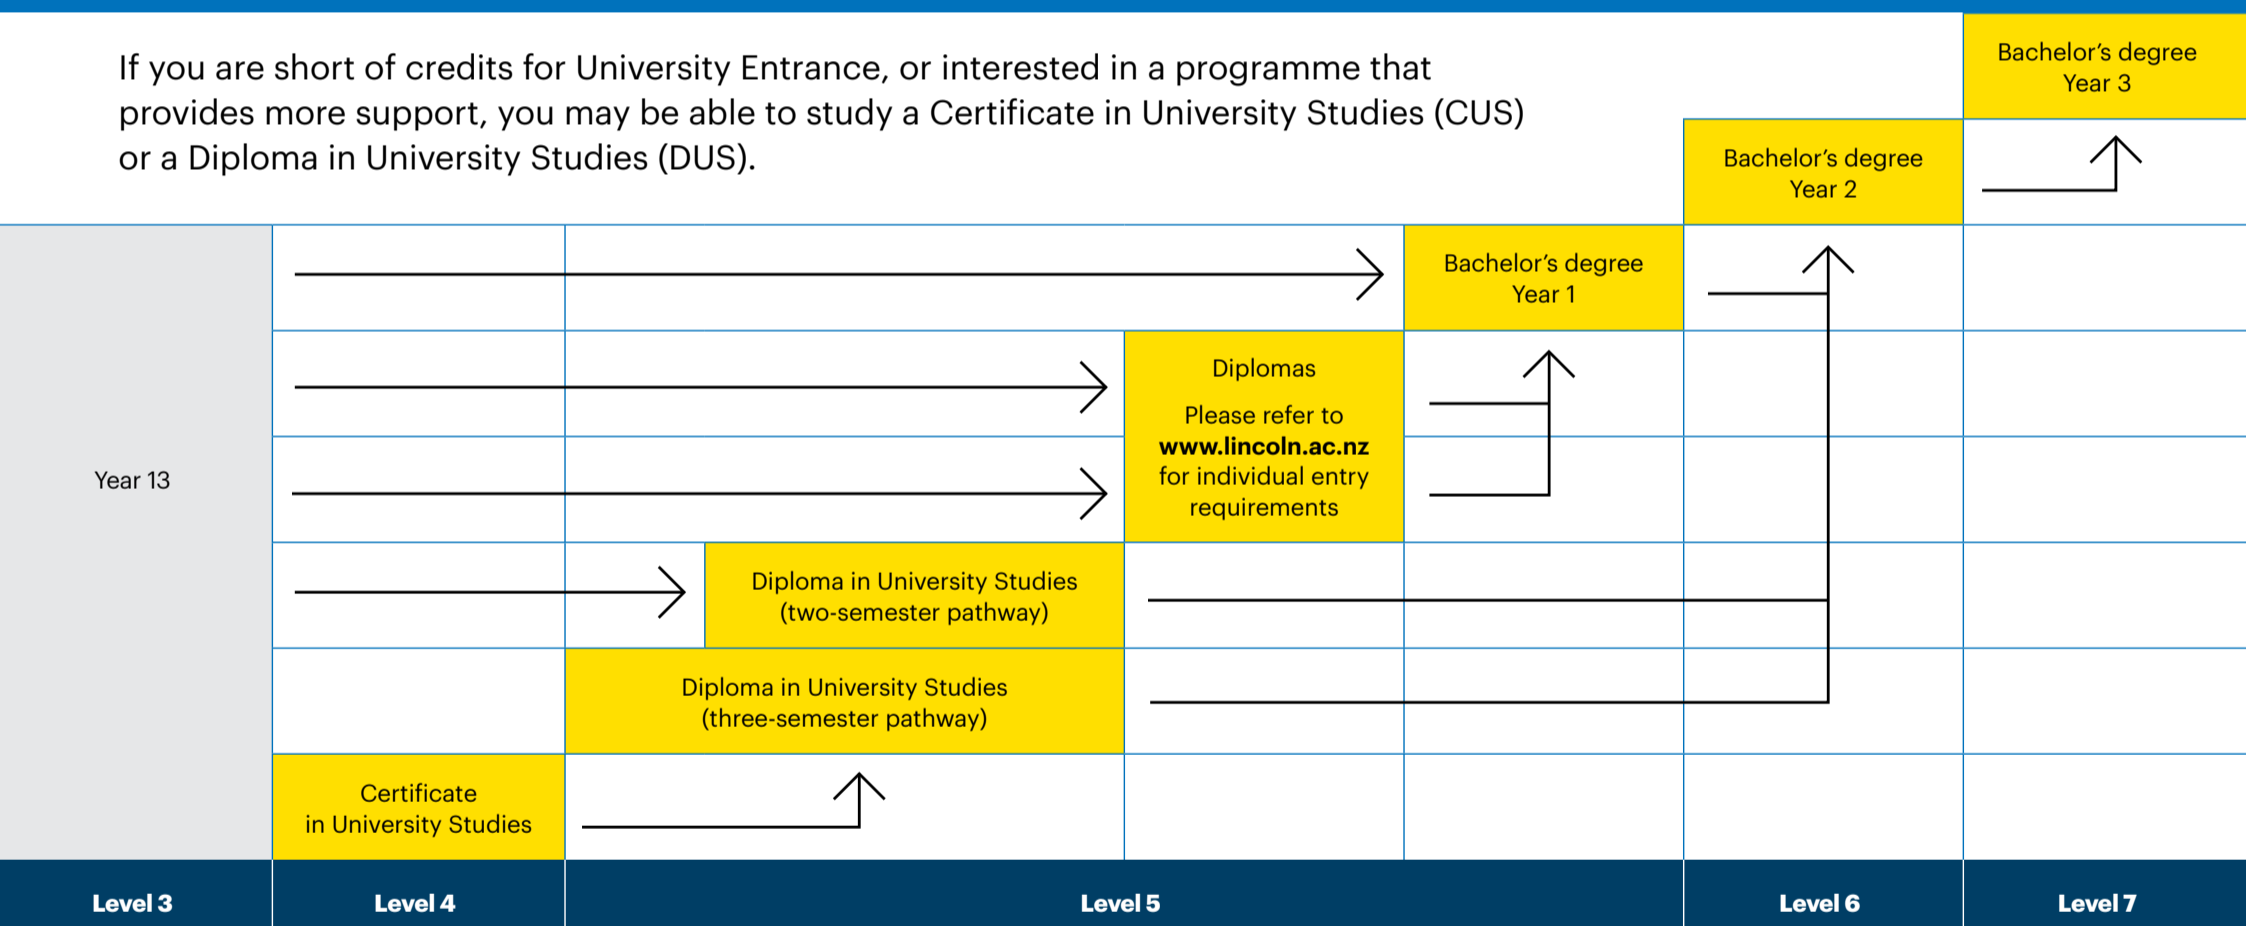 If you are short of credits for University Entrance, or interested in a programme that
provides more support, you may be able to study a Certificate in University Studies (CUS)
or a Diploma in University Studies (DUS).
Bachelor’s degree
Year 3
Bachelor’s degree
Year 2
Bachelor’s degree
Year 1
Diplomas
Please refer to
www.lincoln.ac.nz
for individual entry
requirements
Year 13
Diploma in University Studies
(two-semester pathway)
Diploma in University Studies
(three-semester pathway)
Certificate
in University Studies
Level 3
Level 4
Level 5
Level 6
Level 7